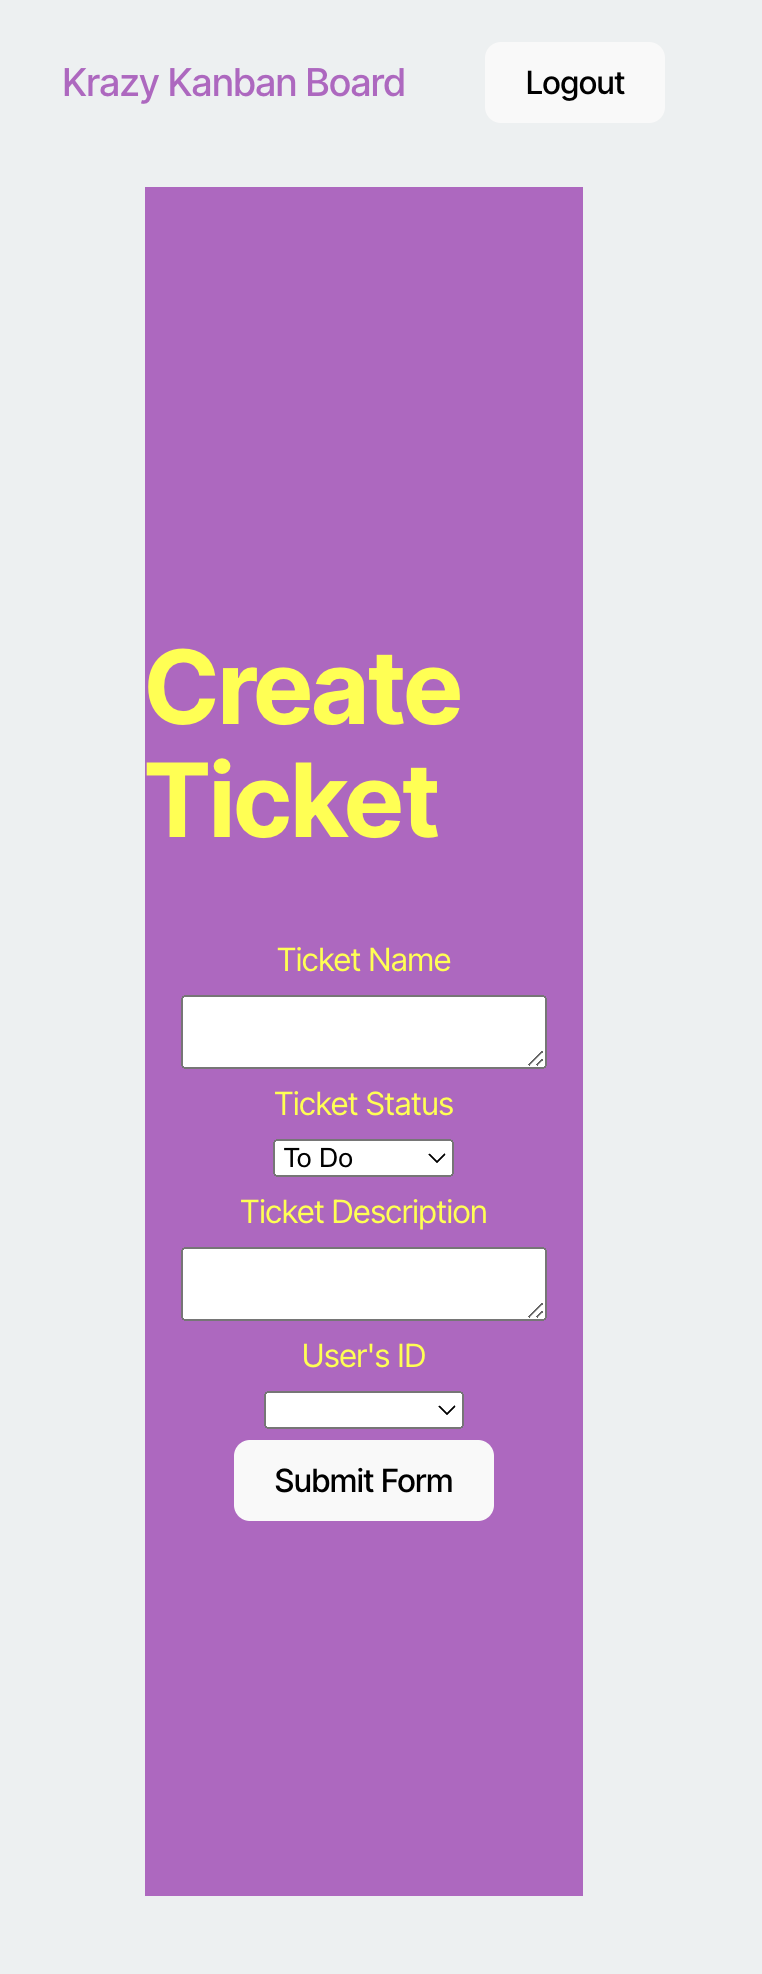 Krazy Kanban Board
Logout
Create
Ticket
Ticket Name
Ticket Status
To Do
Ticket Description
User's ID
Submit Form